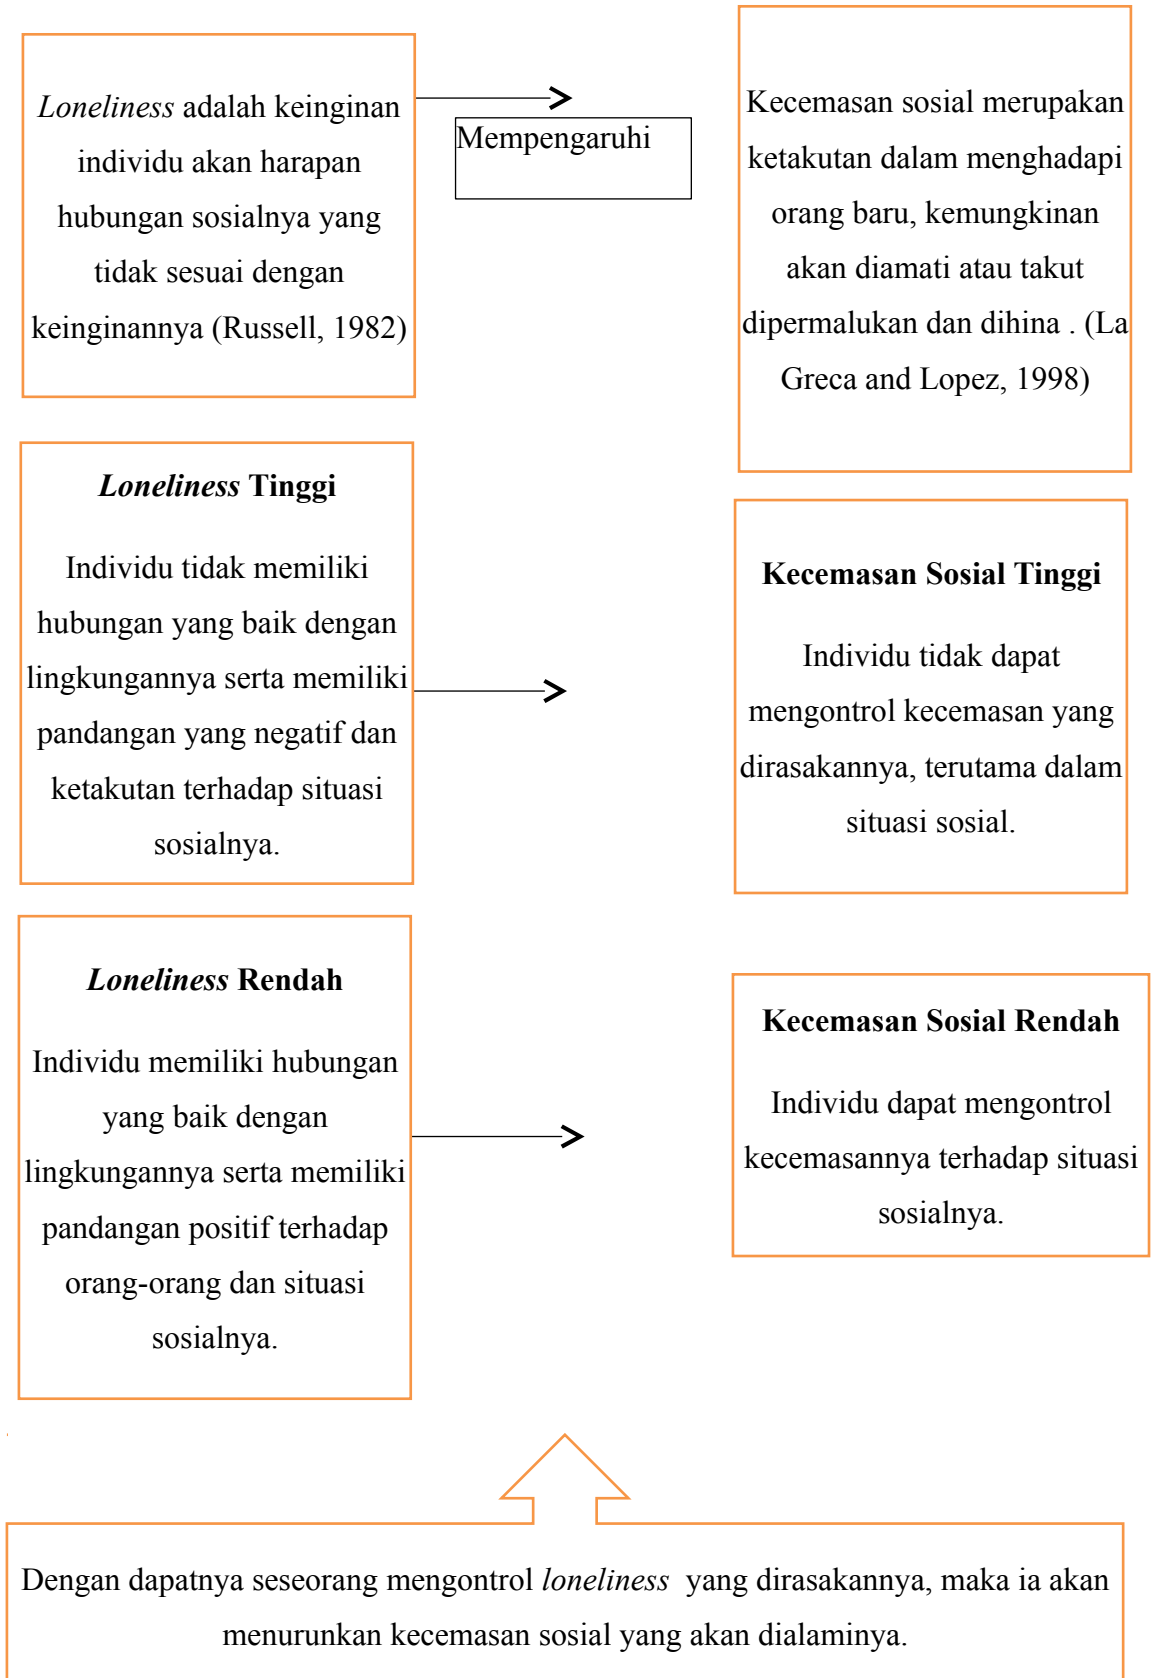 Loneliness adalah keinginan
individu akan harapan
hubungan sosialnya yang
tidak sesuai dengan
keinginannya (Russell, 1982)
Mempengaruhi
Kecemasan sosial merupakan
ketakutan dalam menghadapi
orang baru, kemungkinan
akan diamati atau takut
dipermalukan dan dihina . (La
Greca and Lopez, 1998)
Loneliness Tinggi
Individu tidak memiliki
hubungan yang baik dengan
lingkungannya serta memiliki
pandangan yang negatif dan
ketakutan terhadap situasi
sosialnya.
Kecemasan Sosial Tinggi
Individu tidak dapat
mengontrol kecemasan yang
dirasakannya, terutama dalam
situasi sosial.
Loneliness Rendah
Individu memiliki hubungan
yang baik dengan
lingkungannya serta memiliki
pandangan positif terhadap
orang-orang dan situasi
sosialnya.
Kecemasan Sosial Rendah
Individu dapat mengontrol
kecemasannya terhadap situasi
sosialnya.
Dengan dapatnya seseorang mengontrol loneliness yang dirasakannya, maka ia akan
menurunkan kecemasan sosial yang akan dialaminya.